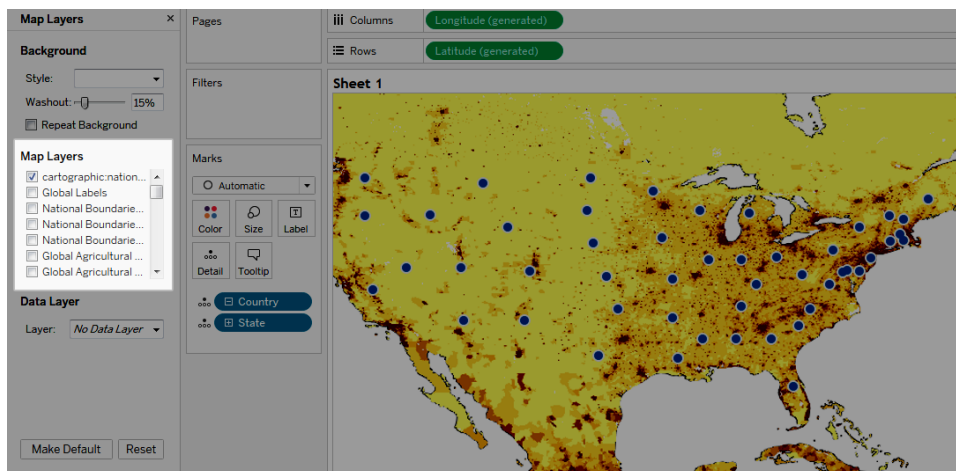 Map Layers ×
Background
Style:
Washout: 15%
Repeat Background
Map Layers
cartographic:nation...
Global Labels
National Boundarie...
National Boundarie...
National Boundarie...
Global Agricultural ...
Global Agricultural ...
Data Layer
Layer: No Data Layer
Make Default Reset
Pages
Filters
Marks
Automatic
Color Size Label
Detail Tooltip
Country
State
Columns Longitude (generated)
Rows Latitude (generated)
Sheet 1